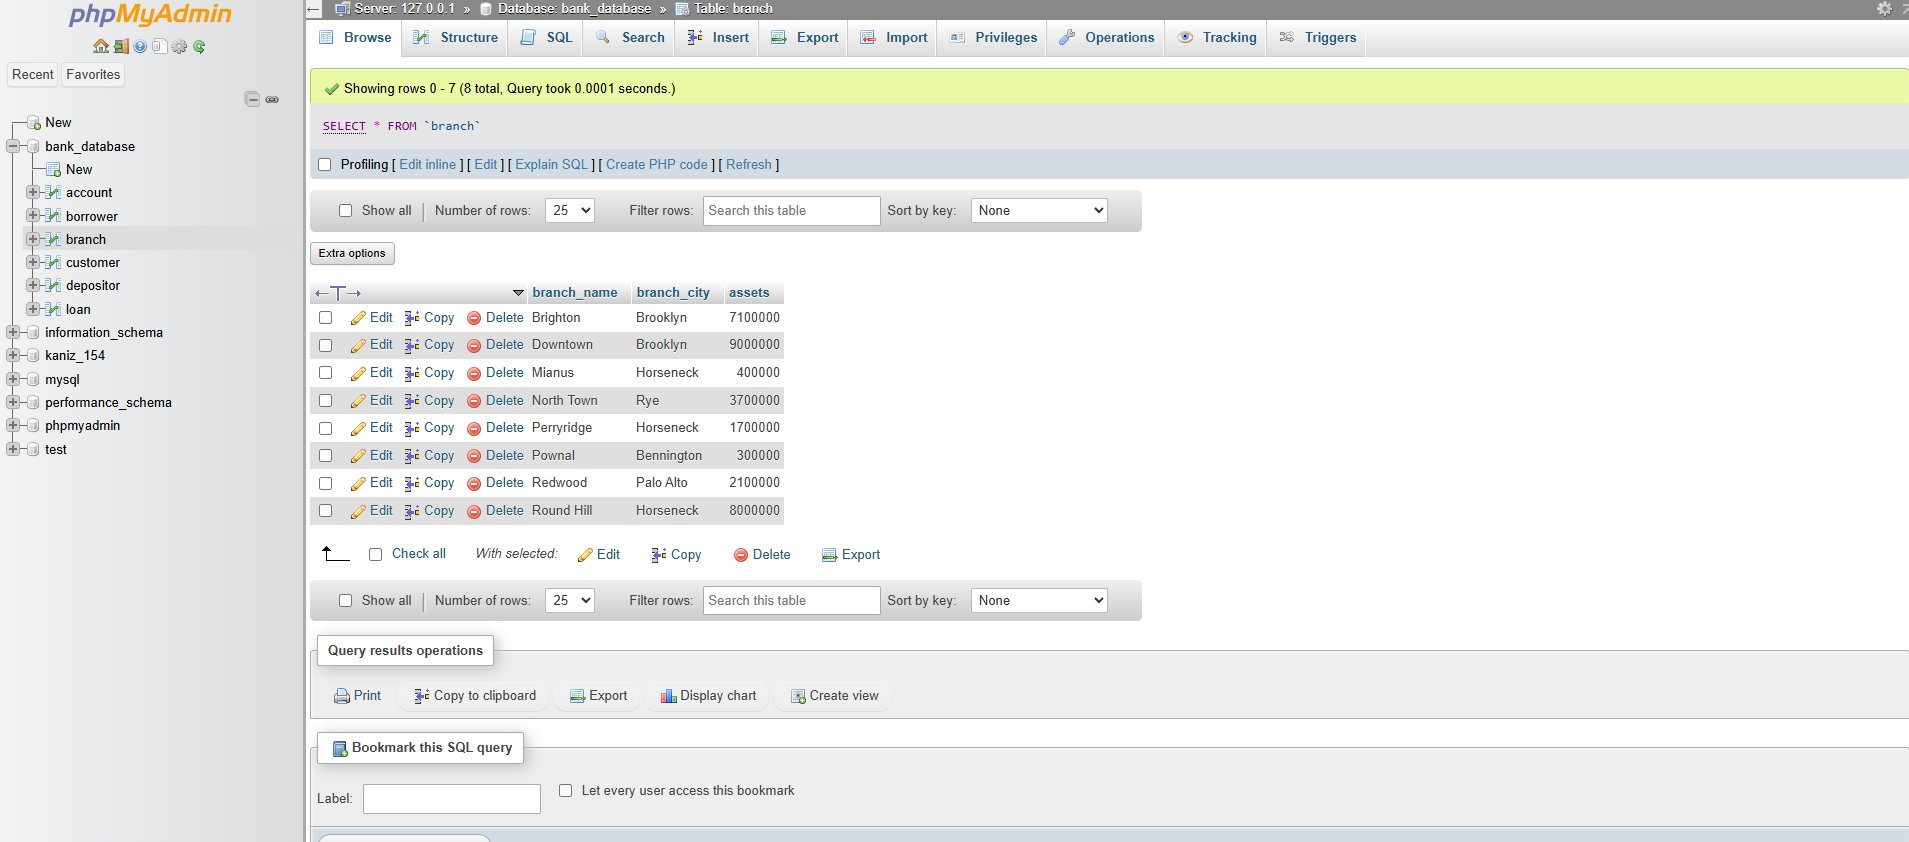 phpMyAdmin
Recent Favorites
New
bank_database
New
account
borrower
branch
customer
depositor
loan
information_schema
kaniz_154
mysql
performance_schema
phpmyadmin
test
Server: 127.0.0.1 » Database: bank_database » Table: branch
Browse Structure SQL Search Insert Export Import Privileges Operations Tracking Triggers
Showing rows 0 - 7 (8 total, Query took 0.0001 seconds.)
SELECT * FROM `branch`
Profiling [ Edit inline ] [ Edit ] [ Explain SQL ] [ Create PHP code ] [ Refresh ]
Show all | Number of rows: 25 Filter rows: Search this table Sort by key: None
Extra options
branch_name branch_city assets
Edit Copy Delete Brighton Brooklyn 7100000
Edit Copy Delete Downtown Brooklyn 9000000
Edit Copy Delete Mianus Horseneck 400000
Edit Copy Delete North Town Rye 3700000
Edit Copy Delete Perryridge Horseneck 1700000
Edit Copy Delete Pownal Bennington 300000
Edit Copy Delete Redwood Palo Alto 2100000
Edit Copy Delete Round Hill Horseneck 8000000
Check all With selected: Edit Copy Delete Export
Show all | Number of rows: 25 Filter rows: Search this table Sort by key: None
Query results operations
Print Copy to clipboard Export Display chart Create view
Bookmark this SQL query
Label: Let every user access this bookmark